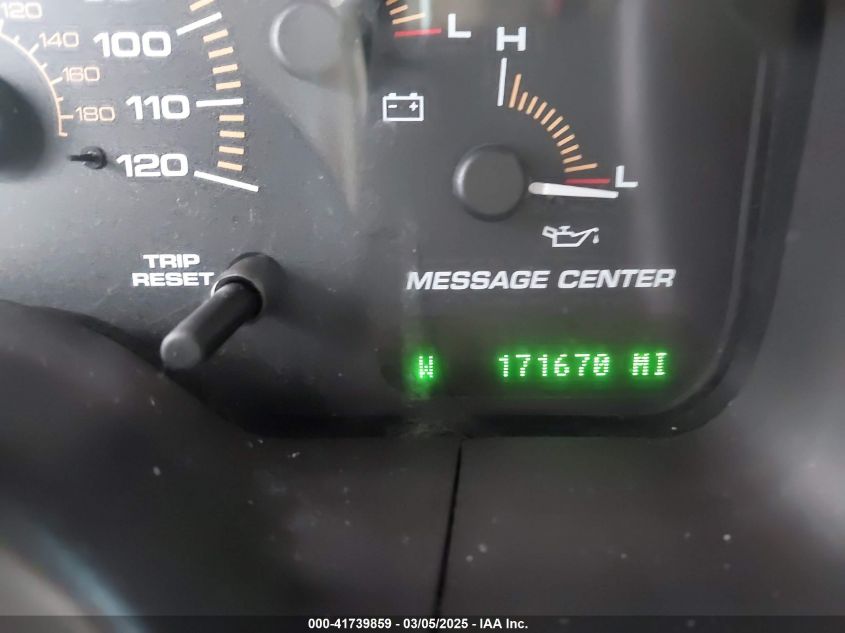 120
140
160
180
100
110
120
L
H
L
TRIP
RESET
MESSAGE CENTER
W 171670 MI
000-41739859 — 03/05/2025 — IAA Inc.